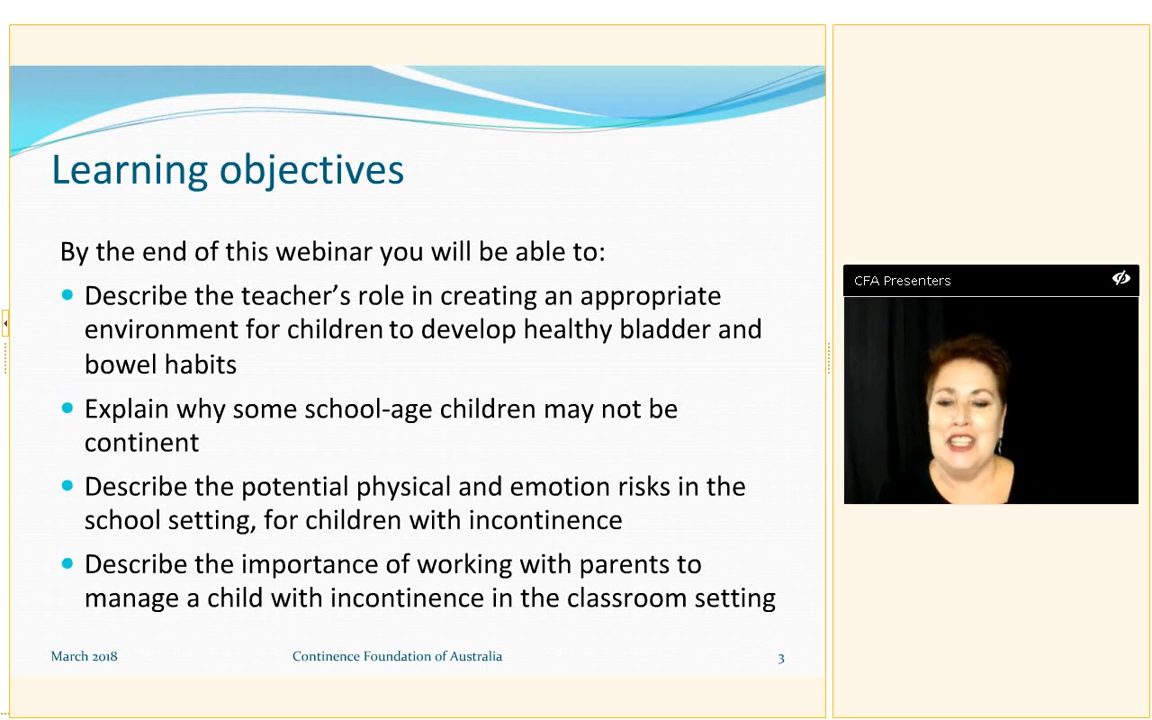 Learning objectives
By the end of this webinar you will be able to:
Describe the teacher's role in creating an appropriate
environment for children to develop healthy bladder and
bowel habits
Explain why some school-age children may not be
continent
Describe the potential physical and emotion risks in the
school setting, for children with incontinence
Describe the importance of working with parents to
manage a child with incontinence in the classroom setting
March 2018 Continence Foundation of Australia 3
CFA Presenters